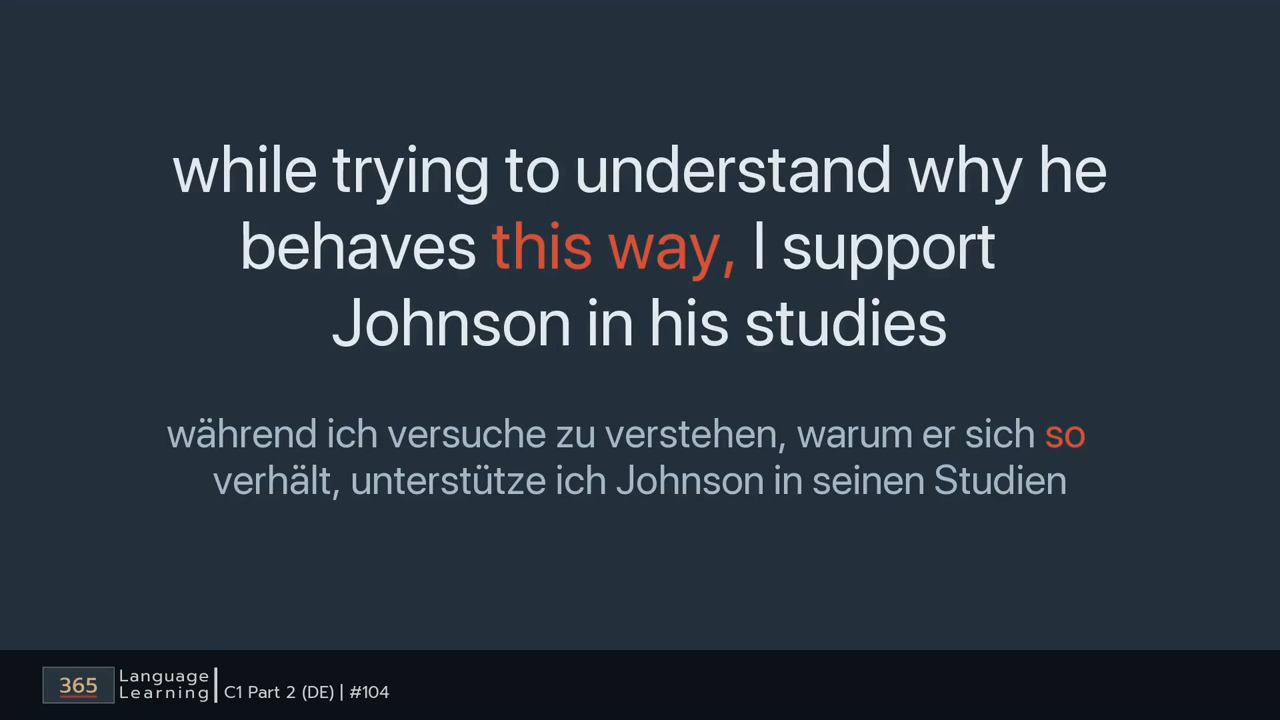 while trying to understand why he
behaves this way, I support
Johnson in his studies
während ich versuche zu verstehen, warum er sich so
verhält, unterstütze ich Johnson in seinen Studien
365
Language
Learning
C1 Part 2 (DE) | #104